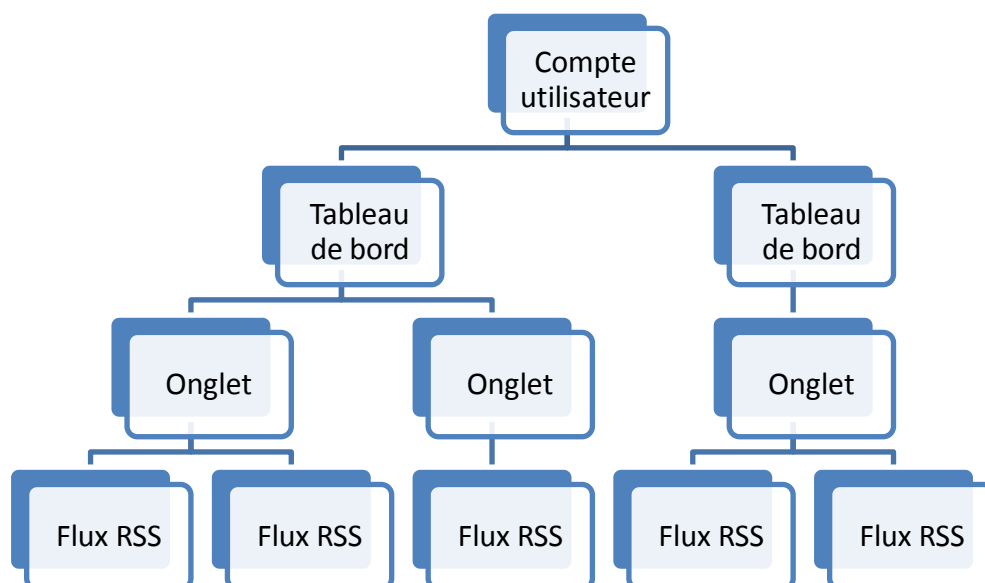 Compte
utilisateur
Tableau
de bord
Tableau
de bord
Onglet
Onglet
Onglet
Flux RSS
Flux RSS
Flux RSS
Flux RSS
Flux RSS